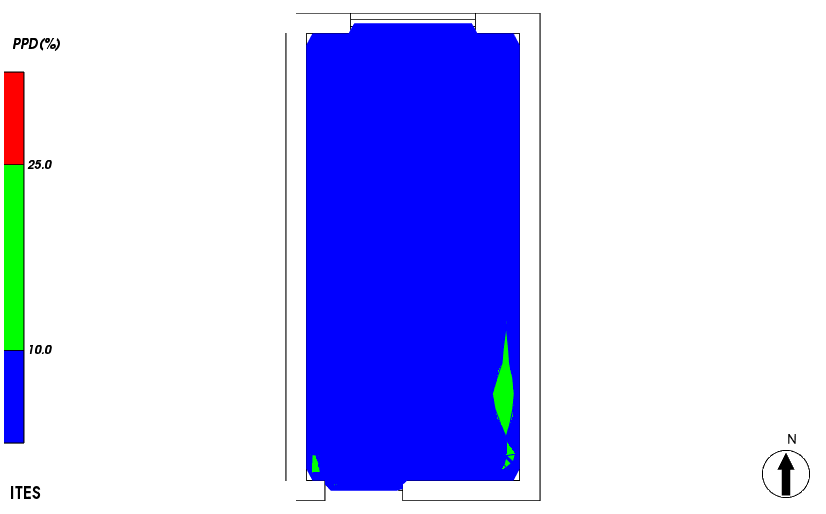 PPD(%)
25.0
10.0
N
ITES